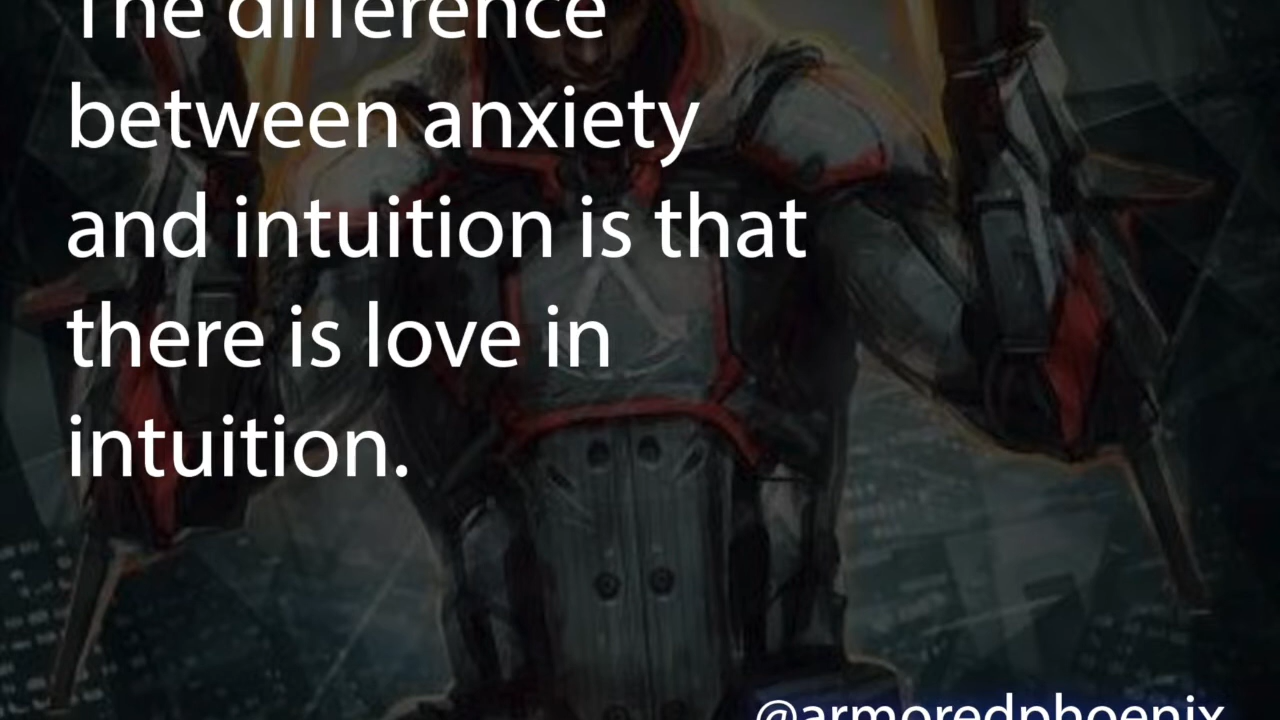 The difference
between anxiety
and intuition is that
there is love in
intuition.
@armoredphoenix